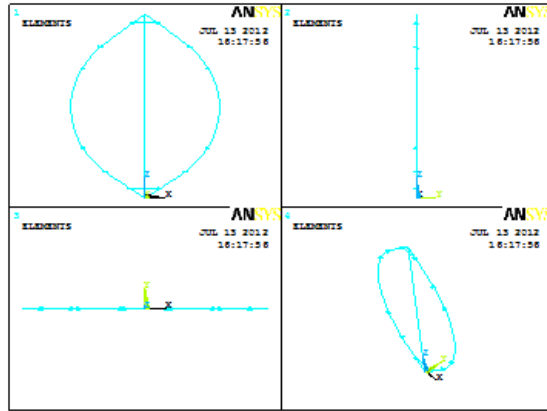 1
ANSYS
ELEMENTS
JUL 13 2012
16:17:56
Z
X
2
ANSYS
ELEMENTS
JUL 13 2012
16:17:56
Z
X
Y
3
ANSYS
ELEMENTS
JUL 13 2012
16:17:56
Y
Z
X
4
ANSYS
ELEMENTS
JUL 13 2012
16:17:56
Z
Y
X